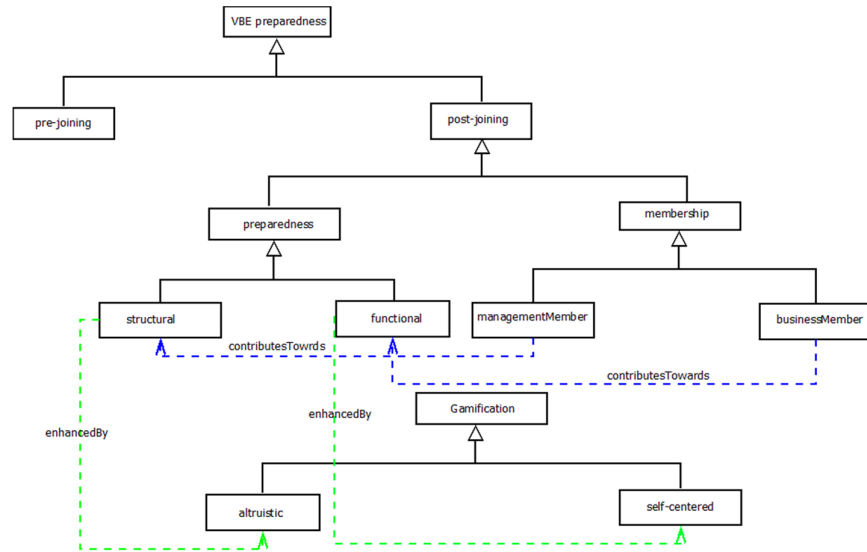 VBE preparedness
pre-joining
post-joining
preparedness
membership
structural
functional
managementMember
businessMember
contributesTowrds
contributesTowards
Gamification
enhancedBy
enhancedBy
altruistic
self-centered